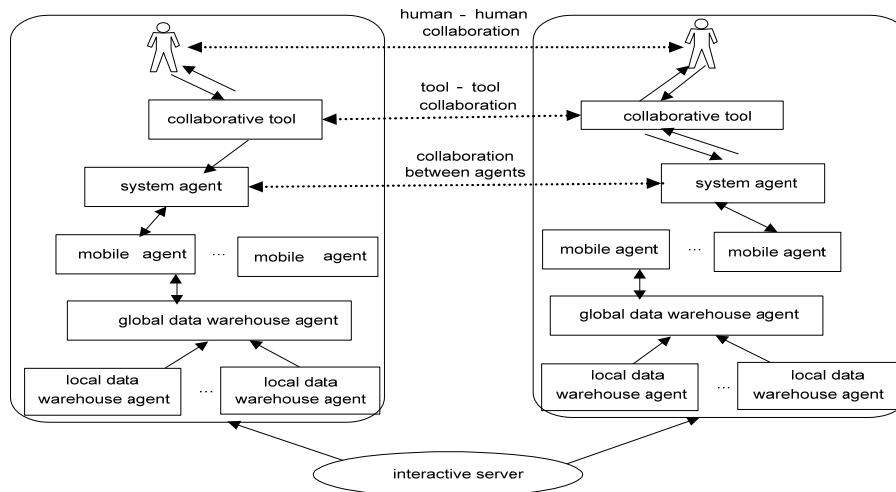 human - human
collaboration
tool - tool
collaboration
collaborative tool
collaborative tool
collaboration
between agents
system agent
system agent
mobile agent
...
mobile agent
mobile agent
...
mobile agent
global data warehouse agent
global data warehouse agent
local data
warehouse agent
...
local data
warehouse agent
local data
warehouse agent
...
local data
warehouse agent
interactive server